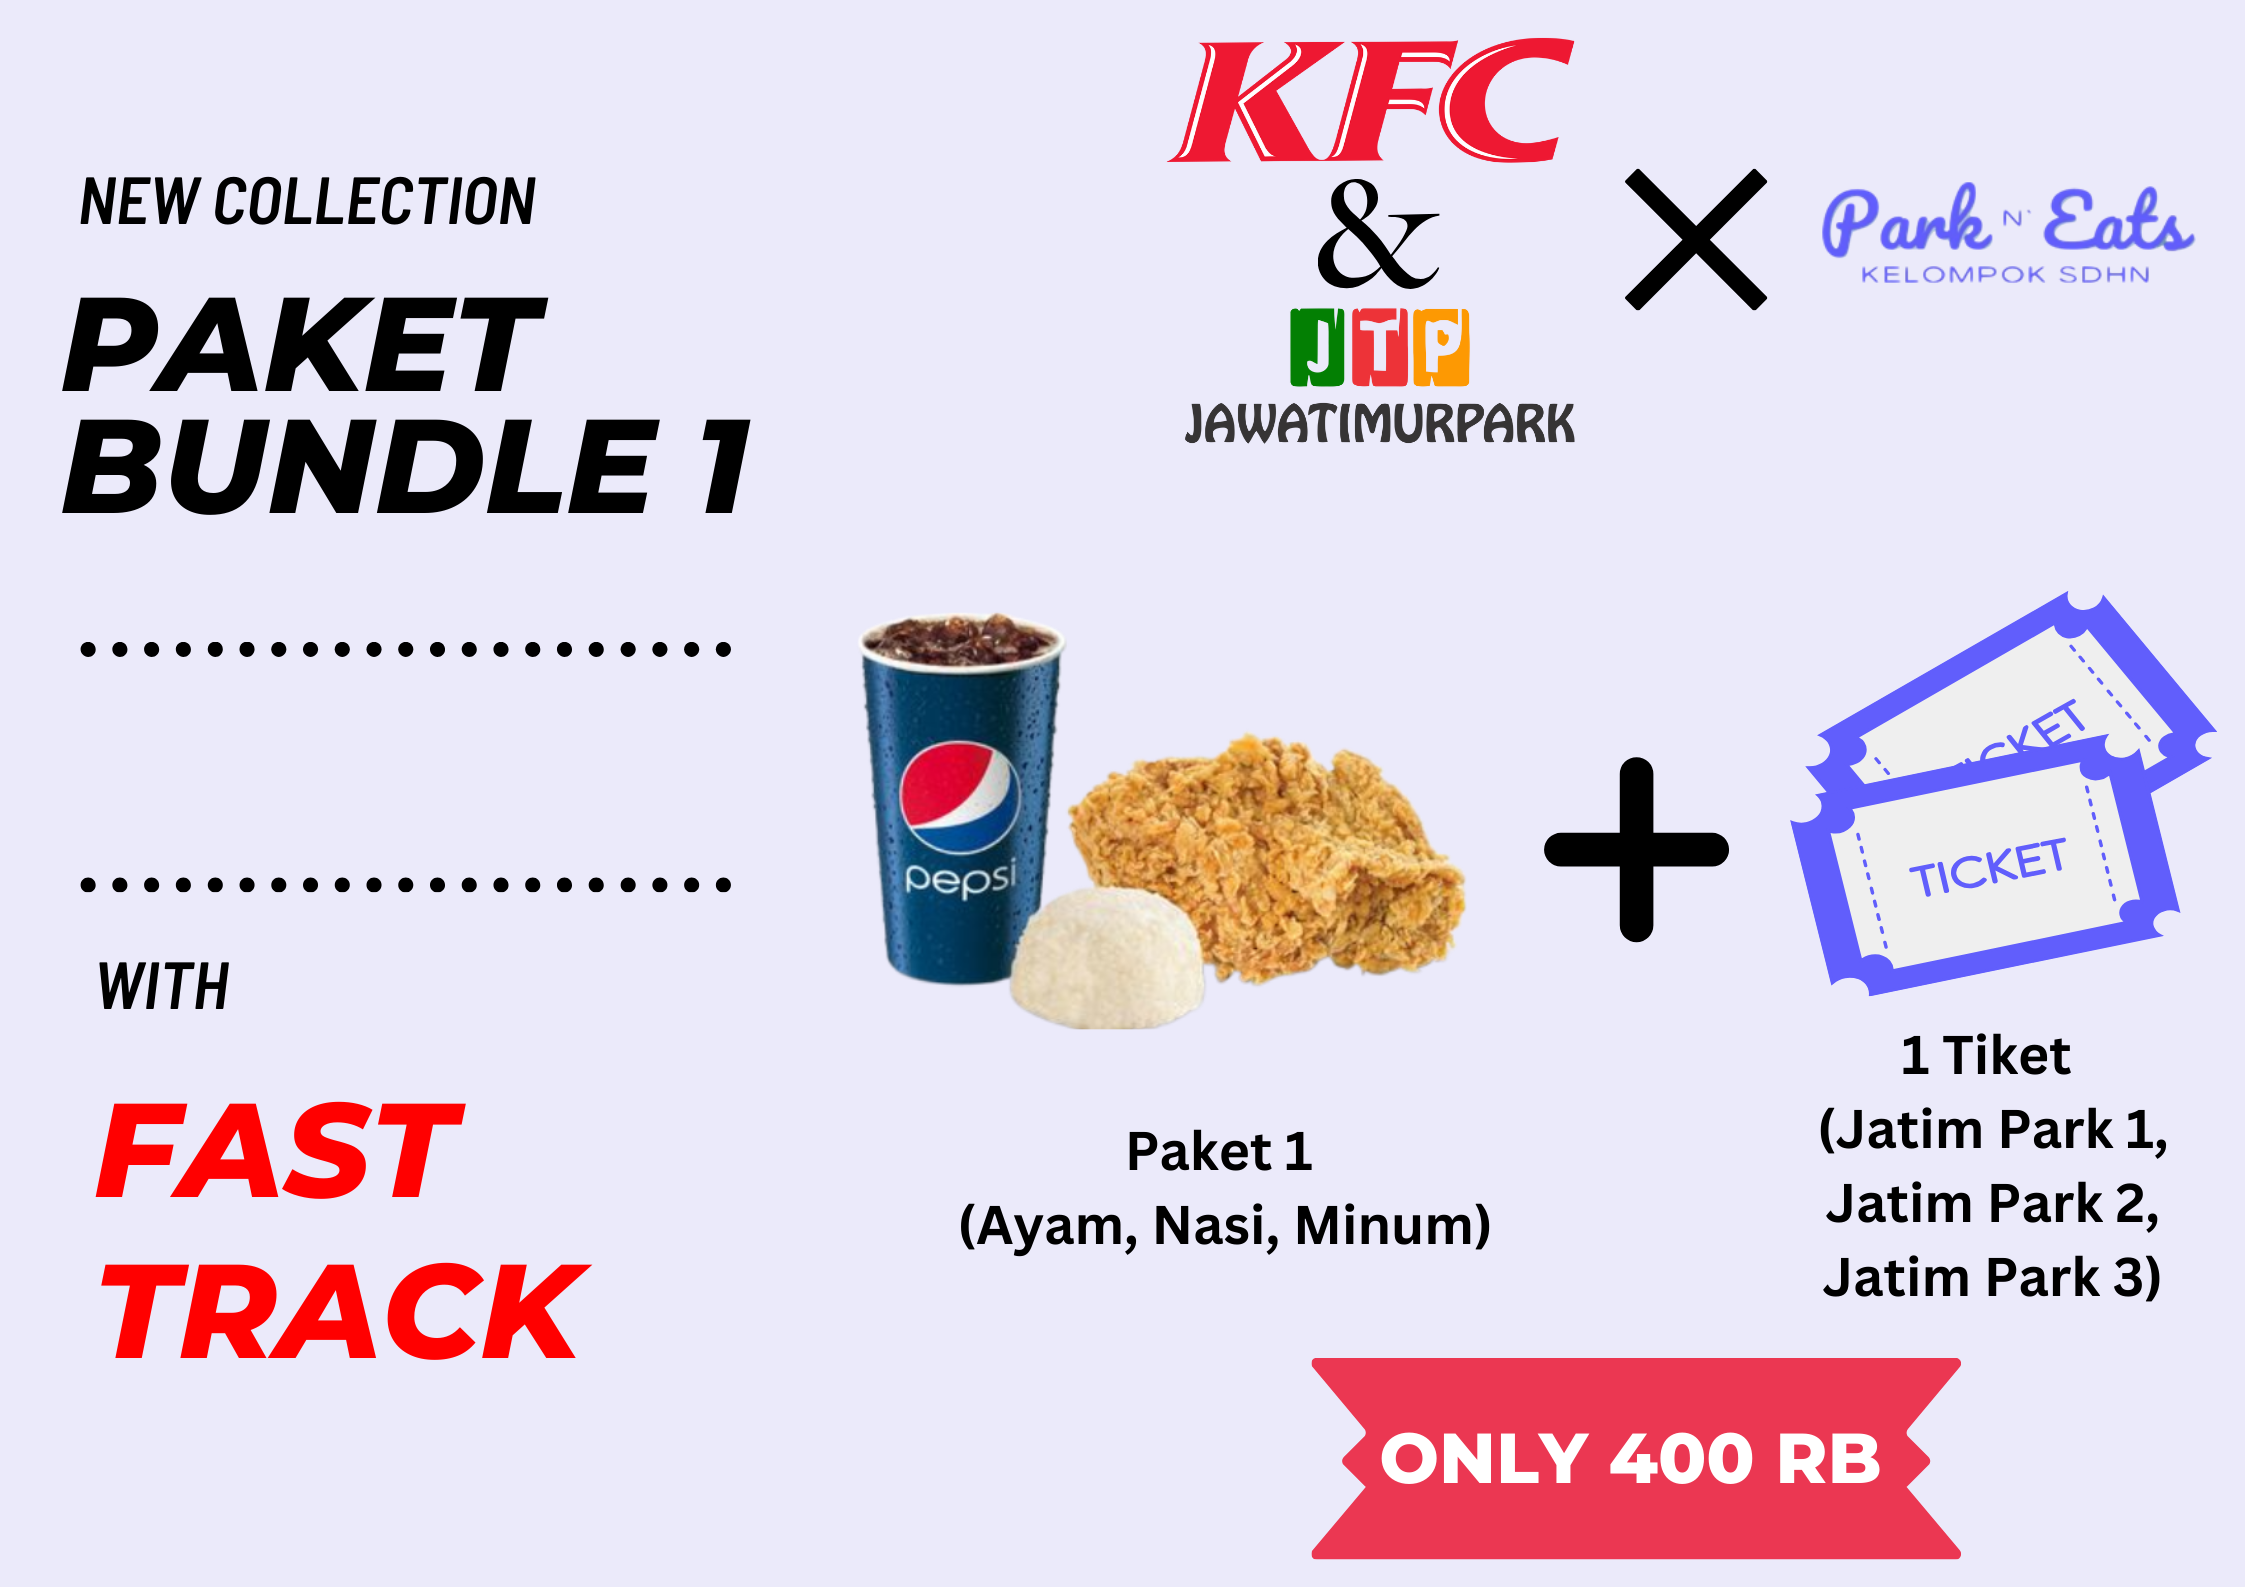 NEW COLLECTION
PAKET
BUNDLE 1
KFC
&
JTP
JAWATIMURPARK
Park N' Eats
KELOMPOK SDHN
pepsi
TICKET
TICKET
WITH
FAST
TRACK
Paket 1
(Ayam, Nasi, Minum)
1 Tiket
(Jatim Park 1,
Jatim Park 2,
Jatim Park 3)
ONLY 400 RB